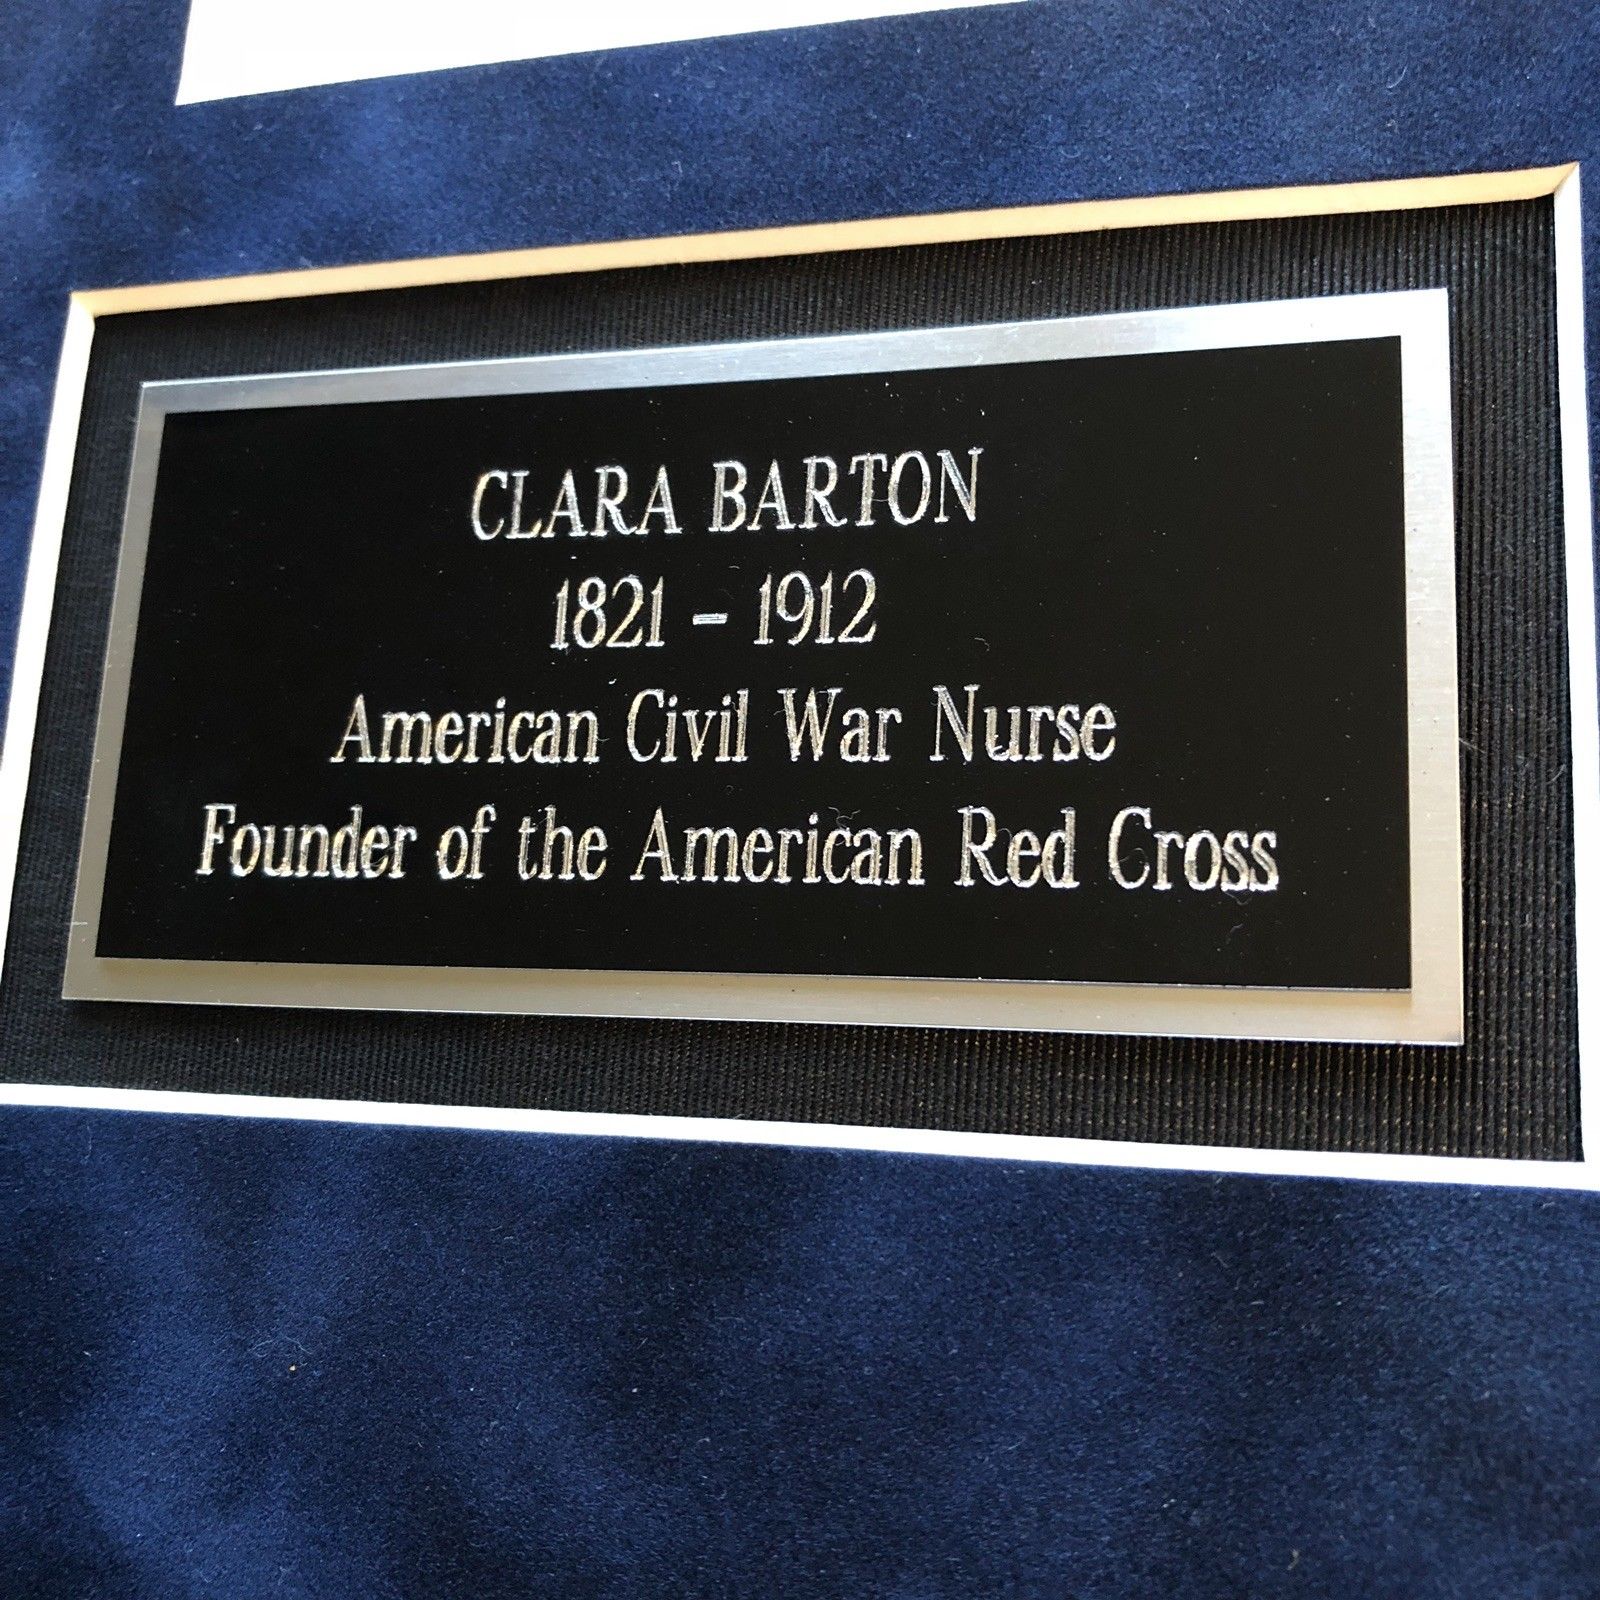 CLARA BARTON
1821 - 1912
American Civil War Nurse
Founder of the American Red Cross